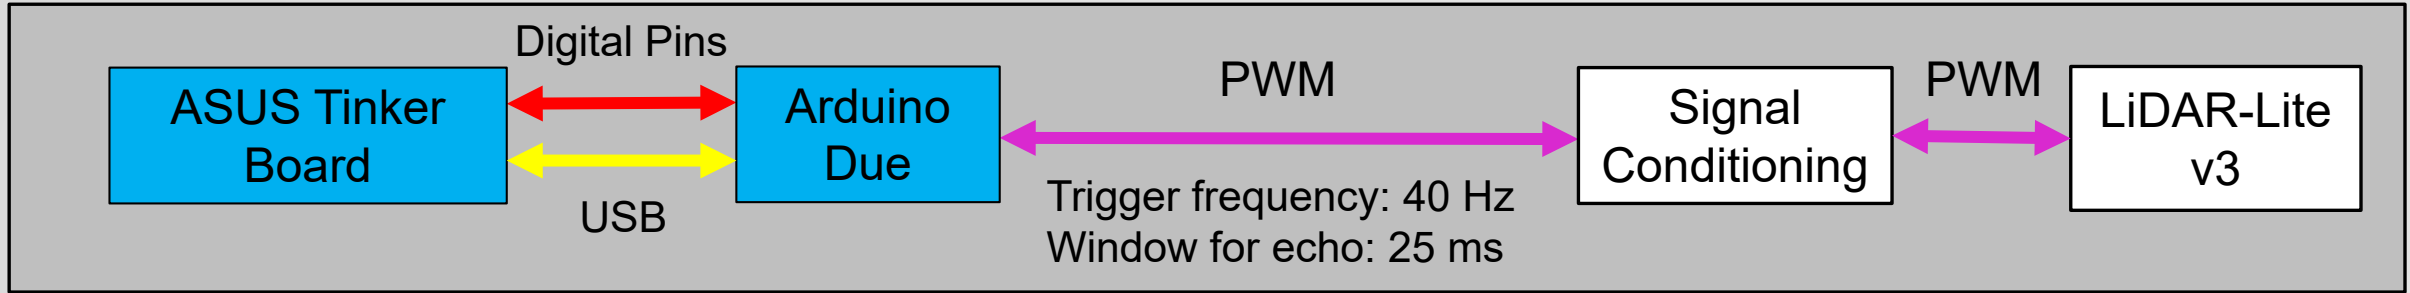 Digital Pins
ASUS Tinker
Board
USB
Arduino
Due
PWM
Trigger frequency: 40 Hz
Window for echo: 25 ms
Signal
Conditioning
PWM
LiDAR-Lite
v3